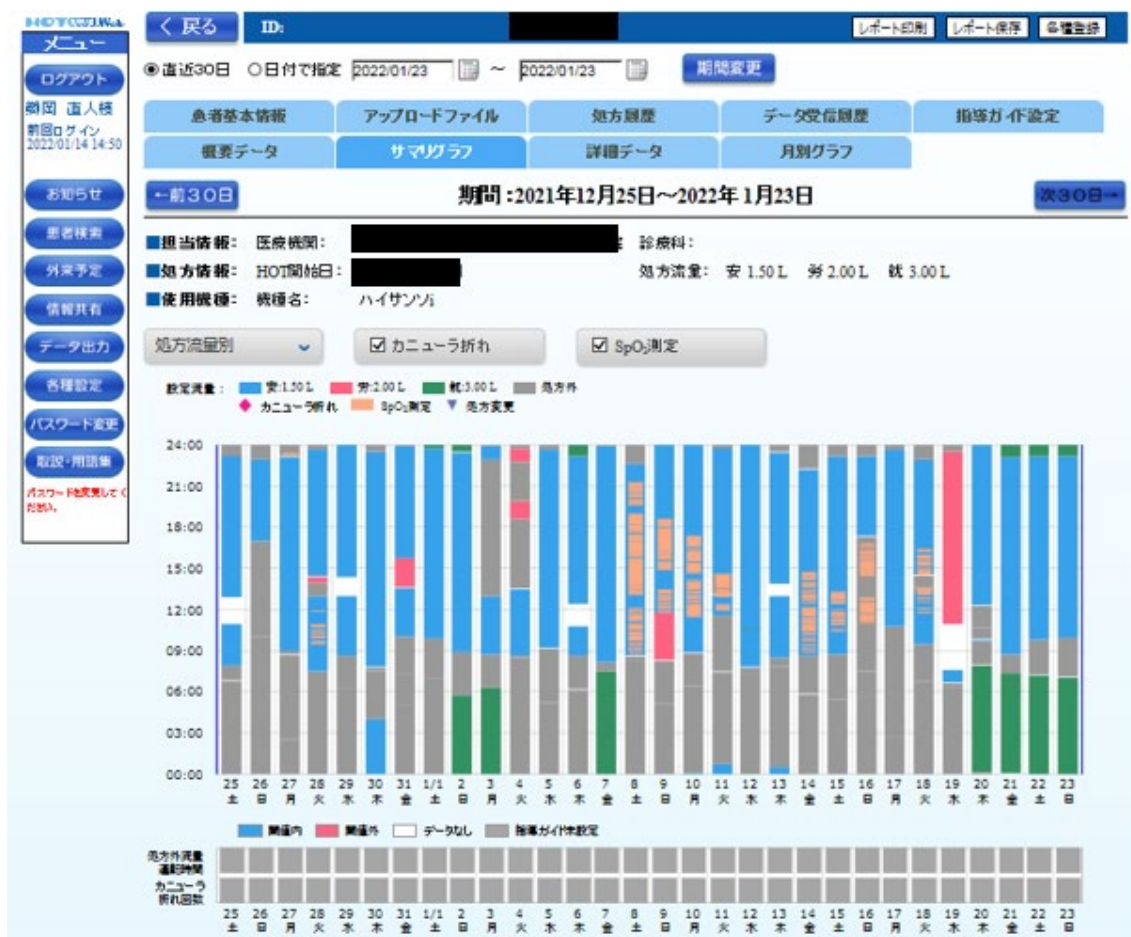 メニュー
く 戻る
ID:
レポート印刷
レポート保存
各種登録
ログアウト
前回ログイン
2022/01/14 14:50
直近30日
日付で指定
2022/01/23
~
2022/01/23
期間変更
患者基本情報
アップロードファイル
処方履歴
データ受信履歴
指導ガイド設定
概要データ
サマリグラフ
詳細データ
月別グラフ
お知らせ
患者検索
外来予定
情報共有
データ出力
各種設定
パスワード変更
取説・用語集
パスワードを変更してく
ださい。
←前30日
期間:2021年12月25日~2022年 1月23日
次30日→
■担当情報: 医療機関:
診療科:
■処方情報: HOT開始日:
処方流量: 安 1.50 L 労 2.00 L 就 3.00 L
■使用機種: 機種名: ハイサンソi
処方流量別
カニューラ折れ
SpO₂測定
設定流量: 安:1.50 L 労:2.00 L 就:3.00 L 処方外
カニューラ折れ SpO₂測定 処方変更
24:00
21:00
18:00
15:00
12:00
09:00
06:00
03:00
00:00
25 26 27 28 29 30 31 1/1 2 3 4 5 6 7 8 9 10 11 12 13 14 15 16 17 18 19 20 21 22 23
土 日 月 火 水 木 金 土 日 月 火 水 木 金 土 日 月 火 水 木 金 土 日 月 火 水 木 金 土 日
閾値内 閾値外 データなし 指導ガイド未設定
処方外流量
運転時間
カニューラ
折れ回数
25 26 27 28 29 30 31 1/1 2 3 4 5 6 7 8 9 10 11 12 13 14 15 16 17 18 19 20 21 22 23
土 日 月 火 水 木 金 土 日 月 火 水 木 金 土 日 月 火 水 木 金 土 日 月 火 水 木 金 土 日